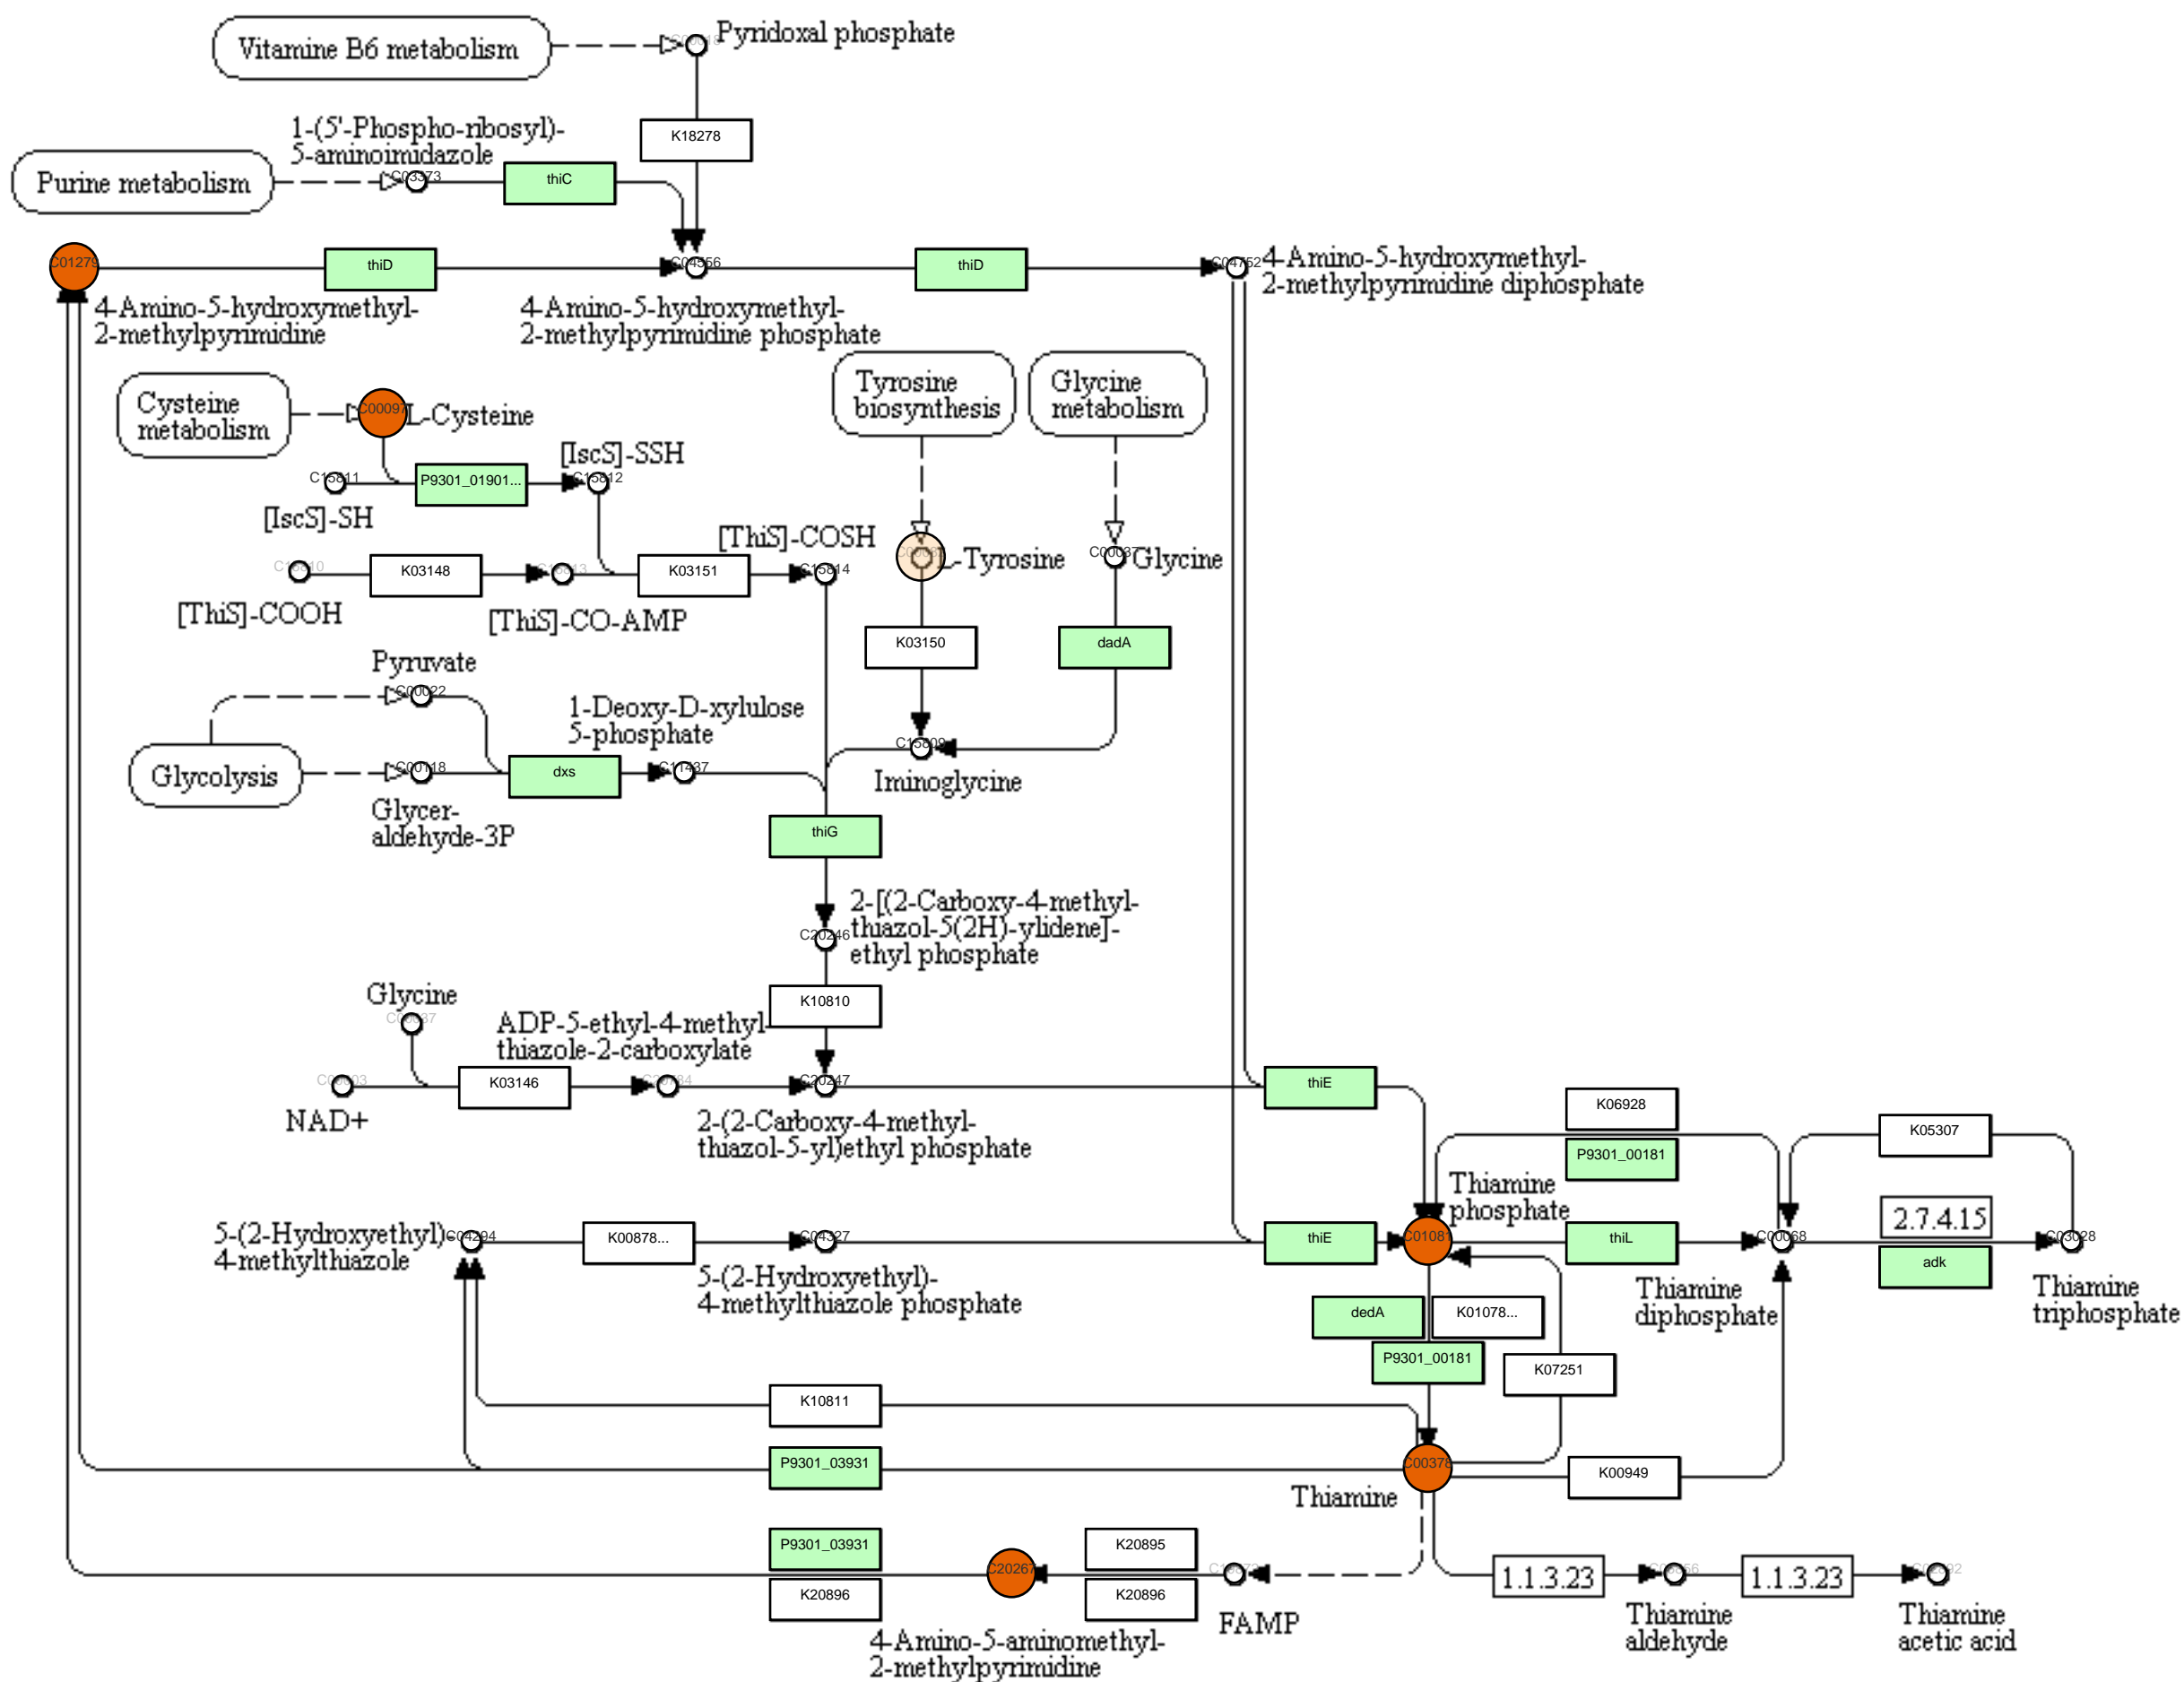 Vitamine B6 metabolism
Pyridoxal phosphate
K18278
1-(5'-Phospho-ribosyl)-
5-aminoimidazole
Purine metabolism
C03373
thiC
C01279
thiD
C04556
thiD
C04752
4-Amino-5-hydroxymethyl-
2-methylpyrimidine diphosphate
4-Amino-5-hydroxymethyl-
2-methylpyrimidine
4-Amino-5-hydroxymethyl-
2-methylpyrimidine phosphate
Cysteine
metabolism
C00097
L-Cysteine
Tyrosine
biosynthesis
Glycine
metabolism
[IscS]-SSH
C15811
P9301_01901...
C15812
[IscS]-SH
[ThiS]-COSH
L-Tyrosine
C00037
Glycine
C15810
K03148
C15813
K03151
C15814
[ThiS]-COOH
[ThiS]-CO-AMP
K03150
dadA
Pyruvate
C00022
1-Deoxy-D-xylulose
5-phosphate
C15809
Iminoglycine
Glycolysis
C00118
dxs
C11437
Glycer-
aldehyde-3P
thiG
2-[(2-Carboxy-4-methyl-
thiazol-5(2H)-ylidene]-
ethyl phosphate
C20246
Glycine
C00037
K10810
ADP-5-ethyl-4-methyl-
thiazole-2-carboxylate
C00003
K03146
C20784
C20247
thiE
NAD+
2-(2-Carboxy-4-methyl-
thiazol-5-yl)ethyl phosphate
K06928
P9301_00181
K05307
Thiamine
phosphate
2.7.4.15
5-(2-Hydroxyethyl)-
4-methylthiazole
C04294
K00878...
C04327
thiE
C01081
thiL
C00068
adk
C03028
5-(2-Hydroxyethyl)-
4-methylthiazole phosphate
Thiamine
diphosphate
Thiamine
triphosphate
dedA
K01078...
P9301_00181
K07251
K10811
P9301_03931
C00378
K00949
Thiamine
P9301_03931
K20896
C20267
K20895
K20896
FAMP
1.1.3.23
1.1.3.23
4-Amino-5-aminomethyl-
2-methylpyrimidine
Thiamine
aldehyde
Thiamine
acetic acid